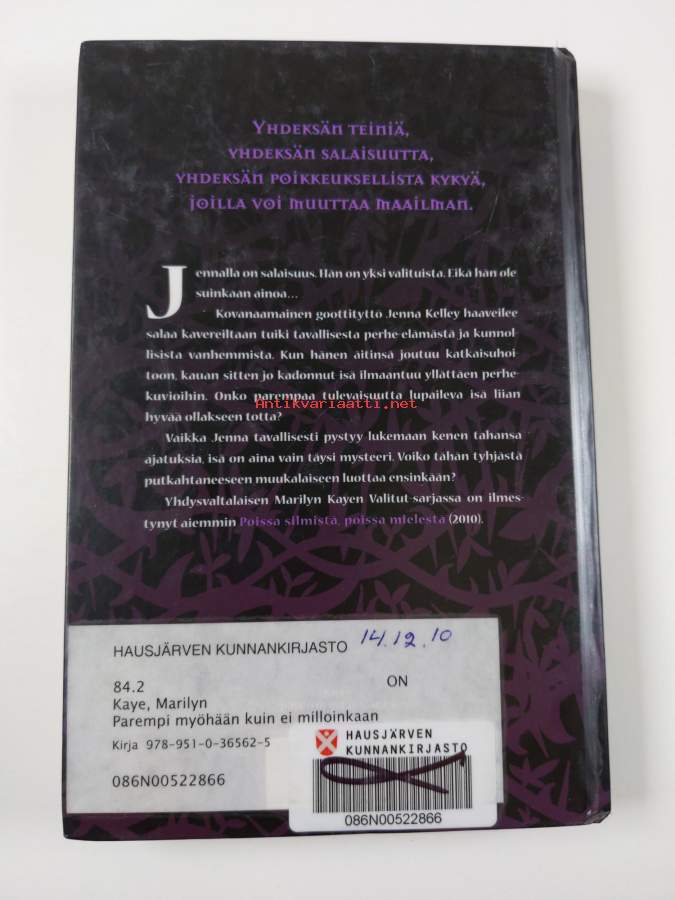 YHDEKSÄN TEINIÄ,
YHDEKSÄN SALAISUUTTA,
YHDEKSÄN POIKKEUKSELLISTA KYKYÄ,
JOILLA VOI MUUTTAA MAAILMAN.
Jennalla on salaisuus. Hän on yksi valituista. Eikä hän ole
suinkaan ainoa...
Kovanaamainen goottityttö Jenna Kelley haaveilee
salaa kavereiltaan tuiki tavallisesta perhe-elämästä ja kunnol-
lisista vanhemmista. Kun hänen äitinsä joutuu katkaisuhoi-
toon, kauan sitten jo kadonnut isä ilmaantuu yllättäen perhe-
kuvioihin. Onko parempaa tulevaisuutta lupaileva isä liian
Antikvariaatti.net
hyvää ollakseen totta?
Vaikka Jenna tavallisesti pystyy lukemaan kenen tahansa
ajatuksia, isä on aina vain täysi mysteeri. Voiko tähän tyhjästä
putkahtaneeseen muukalaiseen luottaa ensinkään?
Yhdysvaltalaisen Marilyn Kayen Valitut-sarjassa on ilmes-
tynyt aiemmin Poissa silmistä, poissa mielestä (2010).
HAUSJÄRVEN KUNNANKIRJASTO 14.12.10
84.2 ON
Kaye, Marilyn
Parempi myöhään kuin ei milloinkaan
Kirja 978-951-0-36562-5
086N00522866
HAUSJÄRVEN
KUNNANKIRJASTO
086N00522866